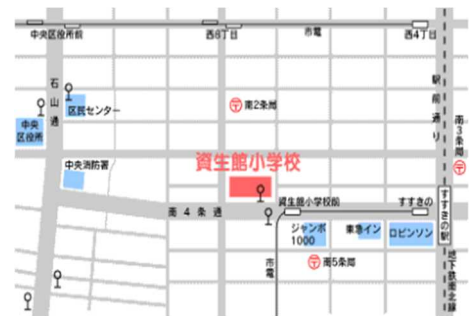 中央区役所前
西8丁目
市電
西4丁目
石山通
区民センター
南2条局
駅前通り
南3条局
中央
区役所
中央消防署
資生館小学校
南4条通
資生館小学校前
すすきの
すすきの駅
ジャンボ
1000
東急イン
ロビンソン
市電
南5条局
地下鉄南北線